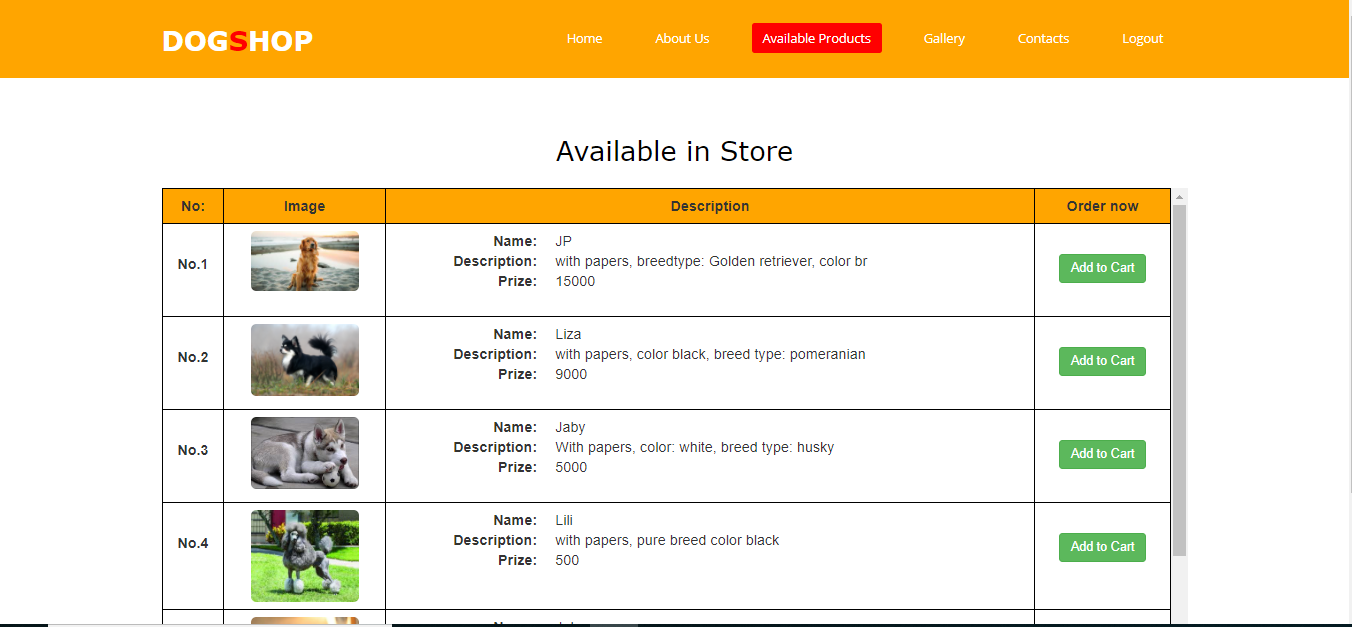 DOGSHOP
Home About Us Available Products Gallery Contacts Logout
Available in Store
No: Image Description Order now
No.1
Name: JP
Description: with papers, breedtype: Golden retriever, color br
Prize: 15000
Add to Cart
No.2
Name: Liza
Description: with papers, color black, breed type: pomeranian
Prize: 9000
Add to Cart
No.3
Name: Jaby
Description: With papers, color: white, breed type: husky
Prize: 5000
Add to Cart
No.4
Name: Lili
Description: with papers, pure breed color black
Prize: 500
Add to Cart